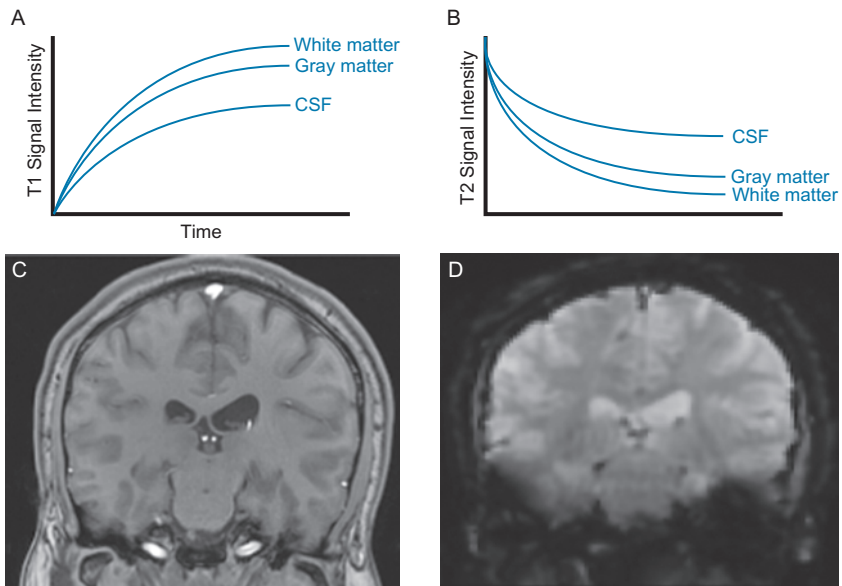 A
T1 Signal Intensity
White matter
Gray matter
CSF
Time
B
T2 Signal Intensity
CSF
Gray matter
White matter
C
D